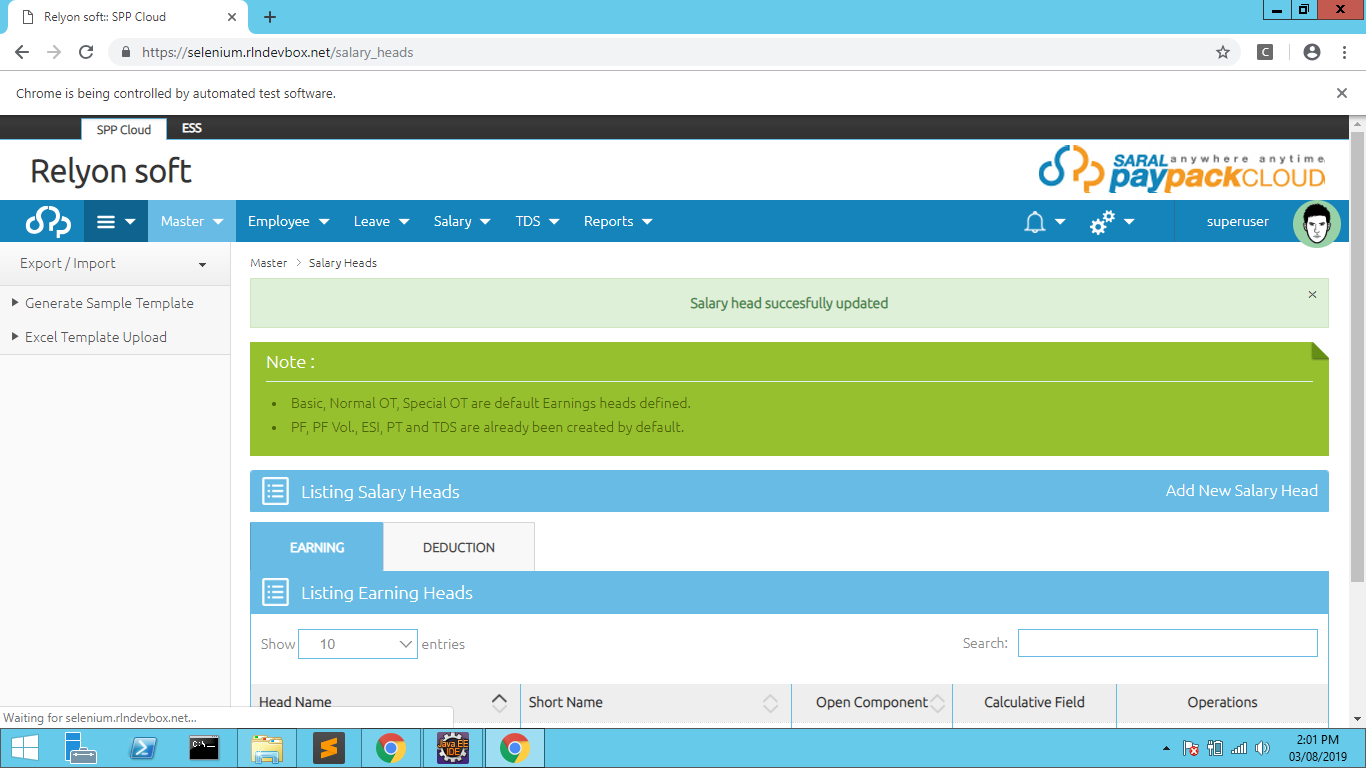 Relyon soft:: SPP Cloud
https://selenium.rlndevbox.net/salary_heads
C
Chrome is being controlled by automated test software.
SPP Cloud ESS
Relyon soft
SARAL anywhere anytime
paypackCLOUD
Master Employee Leave Salary TDS Reports superuser
Export / Import
Master > Salary Heads
Salary head succesfully updated
Generate Sample Template
Excel Template Upload
Note :
• Basic, Normal OT, Special OT are default Earnings heads defined.
• PF, PF Vol., ESI, PT and TDS are already been created by default.
Listing Salary Heads Add New Salary Head
EARNING DEDUCTION
Listing Earning Heads
Show 10 entries Search:
Head Name Short Name Open Component Calculative Field Operations
Waiting for selenium.rlndevbox.net...
C:\_
Java EE
IDE
2:01 PM
03/08/2019